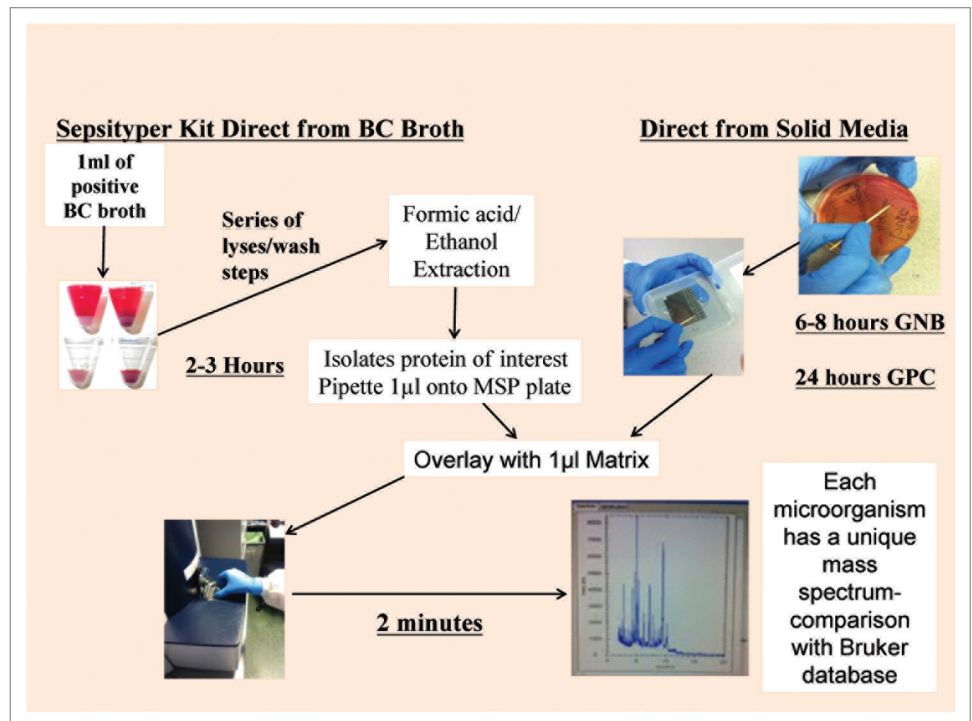 Sepsityper Kit Direct from BC Broth
1ml of
positive
BC broth
Series of
lyses/wash
steps
2-3 Hours
Formic acid/
Ethanol
Extraction
Isolates protein of interest
Pipette 1µl onto MSP plate
Direct from Solid Media
6-8 hours GNB
24 hours GPC
Overlay with 1µl Matrix
2 minutes
Each
microorganism
has a unique
mass
spectrum-
comparison
with Bruker
database